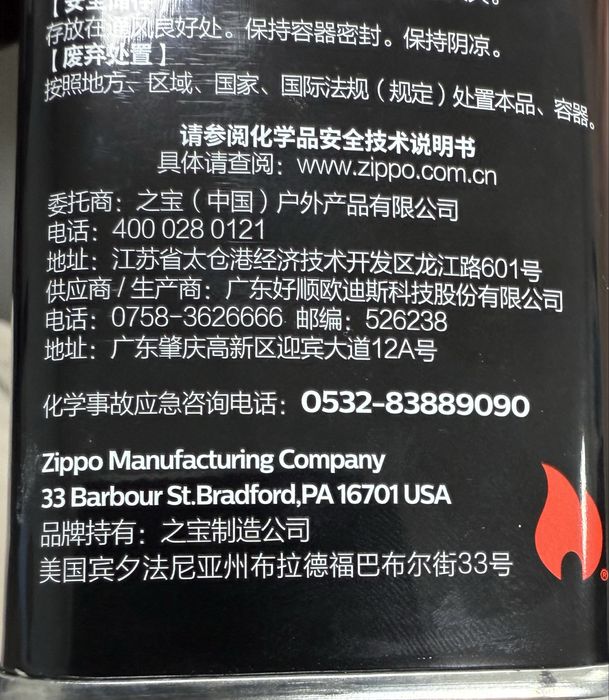 【安全储存】
存放在通风良好处。保持容器密封。保持阴凉。
【废弃处置】
按照地方、区域、国家、国际法规（规定）处置本品、容器。
请参阅化学品安全技术说明书
具体请查阅：www.zippo.com.cn
委托商：之宝（中国）户外产品有限公司
电话：400 028 0121
地址：江苏省太仓港经济技术开发区龙江路601号
供应商/生产商：广东好顺欧迪斯科技股份有限公司
电话：0758-3626666 邮编：526238
地址：广东肇庆高新区迎宾大道12A号
化学事故应急咨询电话：0532-83889090
Zippo Manufacturing Company
33 Barbour St.Bradford,PA 16701 USA
品牌持有：之宝制造公司
美国宾夕法尼亚州布拉德福巴布尔街33号
®